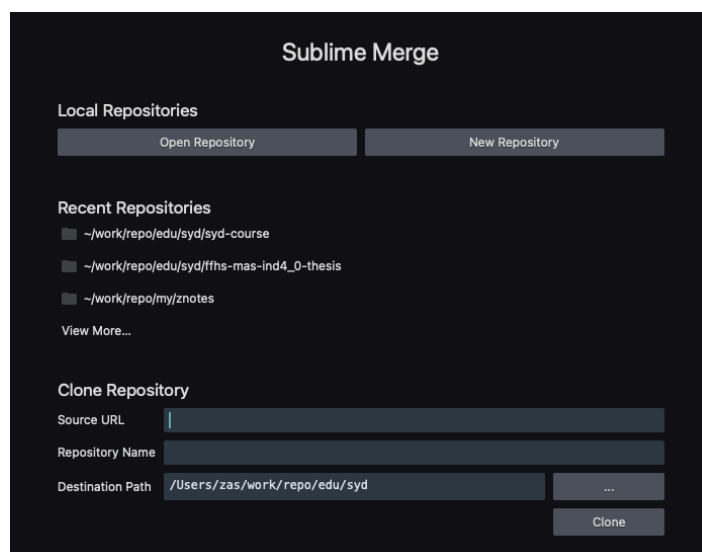 Sublime Merge
Local Repositories
Open Repository New Repository
Recent Repositories
~/work/repo/edu/syd/syd-course
~/work/repo/edu/syd/ffhs-mas-ind4_0-thesis
~/work/repo/my/znotes
View More...
Clone Repository
Source URL
Repository Name
Destination Path /Users/zas/work/repo/edu/syd ...
Clone